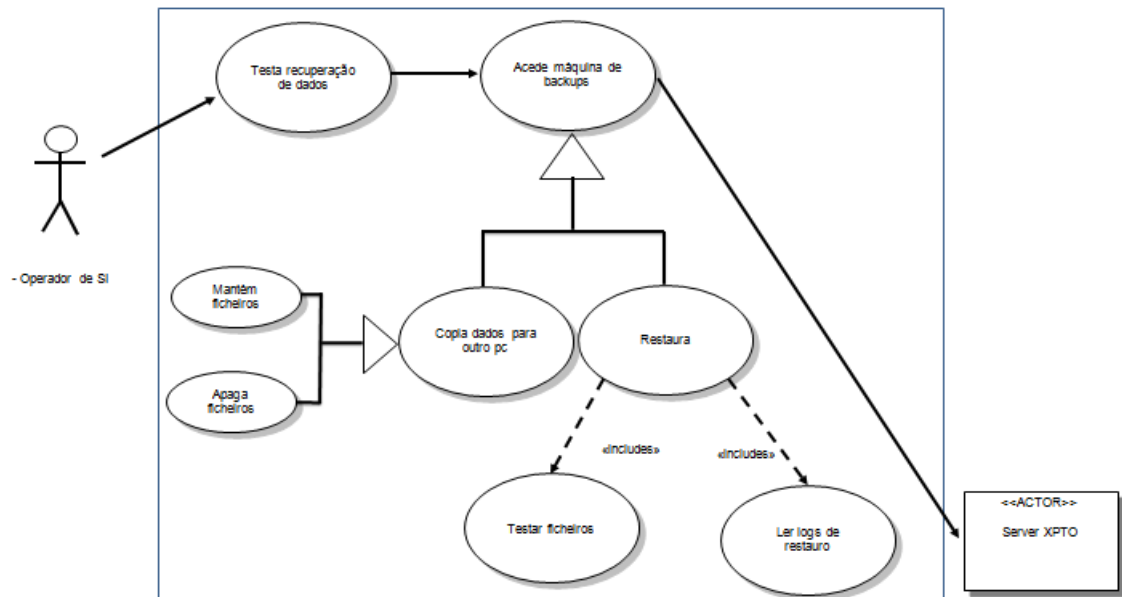 Testa recuperação
de dados
Acede máquina de
backups
- Operador de SI
Mantêm
ficheiros
Apaga
ficheiros
Copia dados para
outro pc
Restaura
«includes»
«includes»
Testar ficheiros
Ler logs de
restauro
<<ACTOR>>
Server XPTO